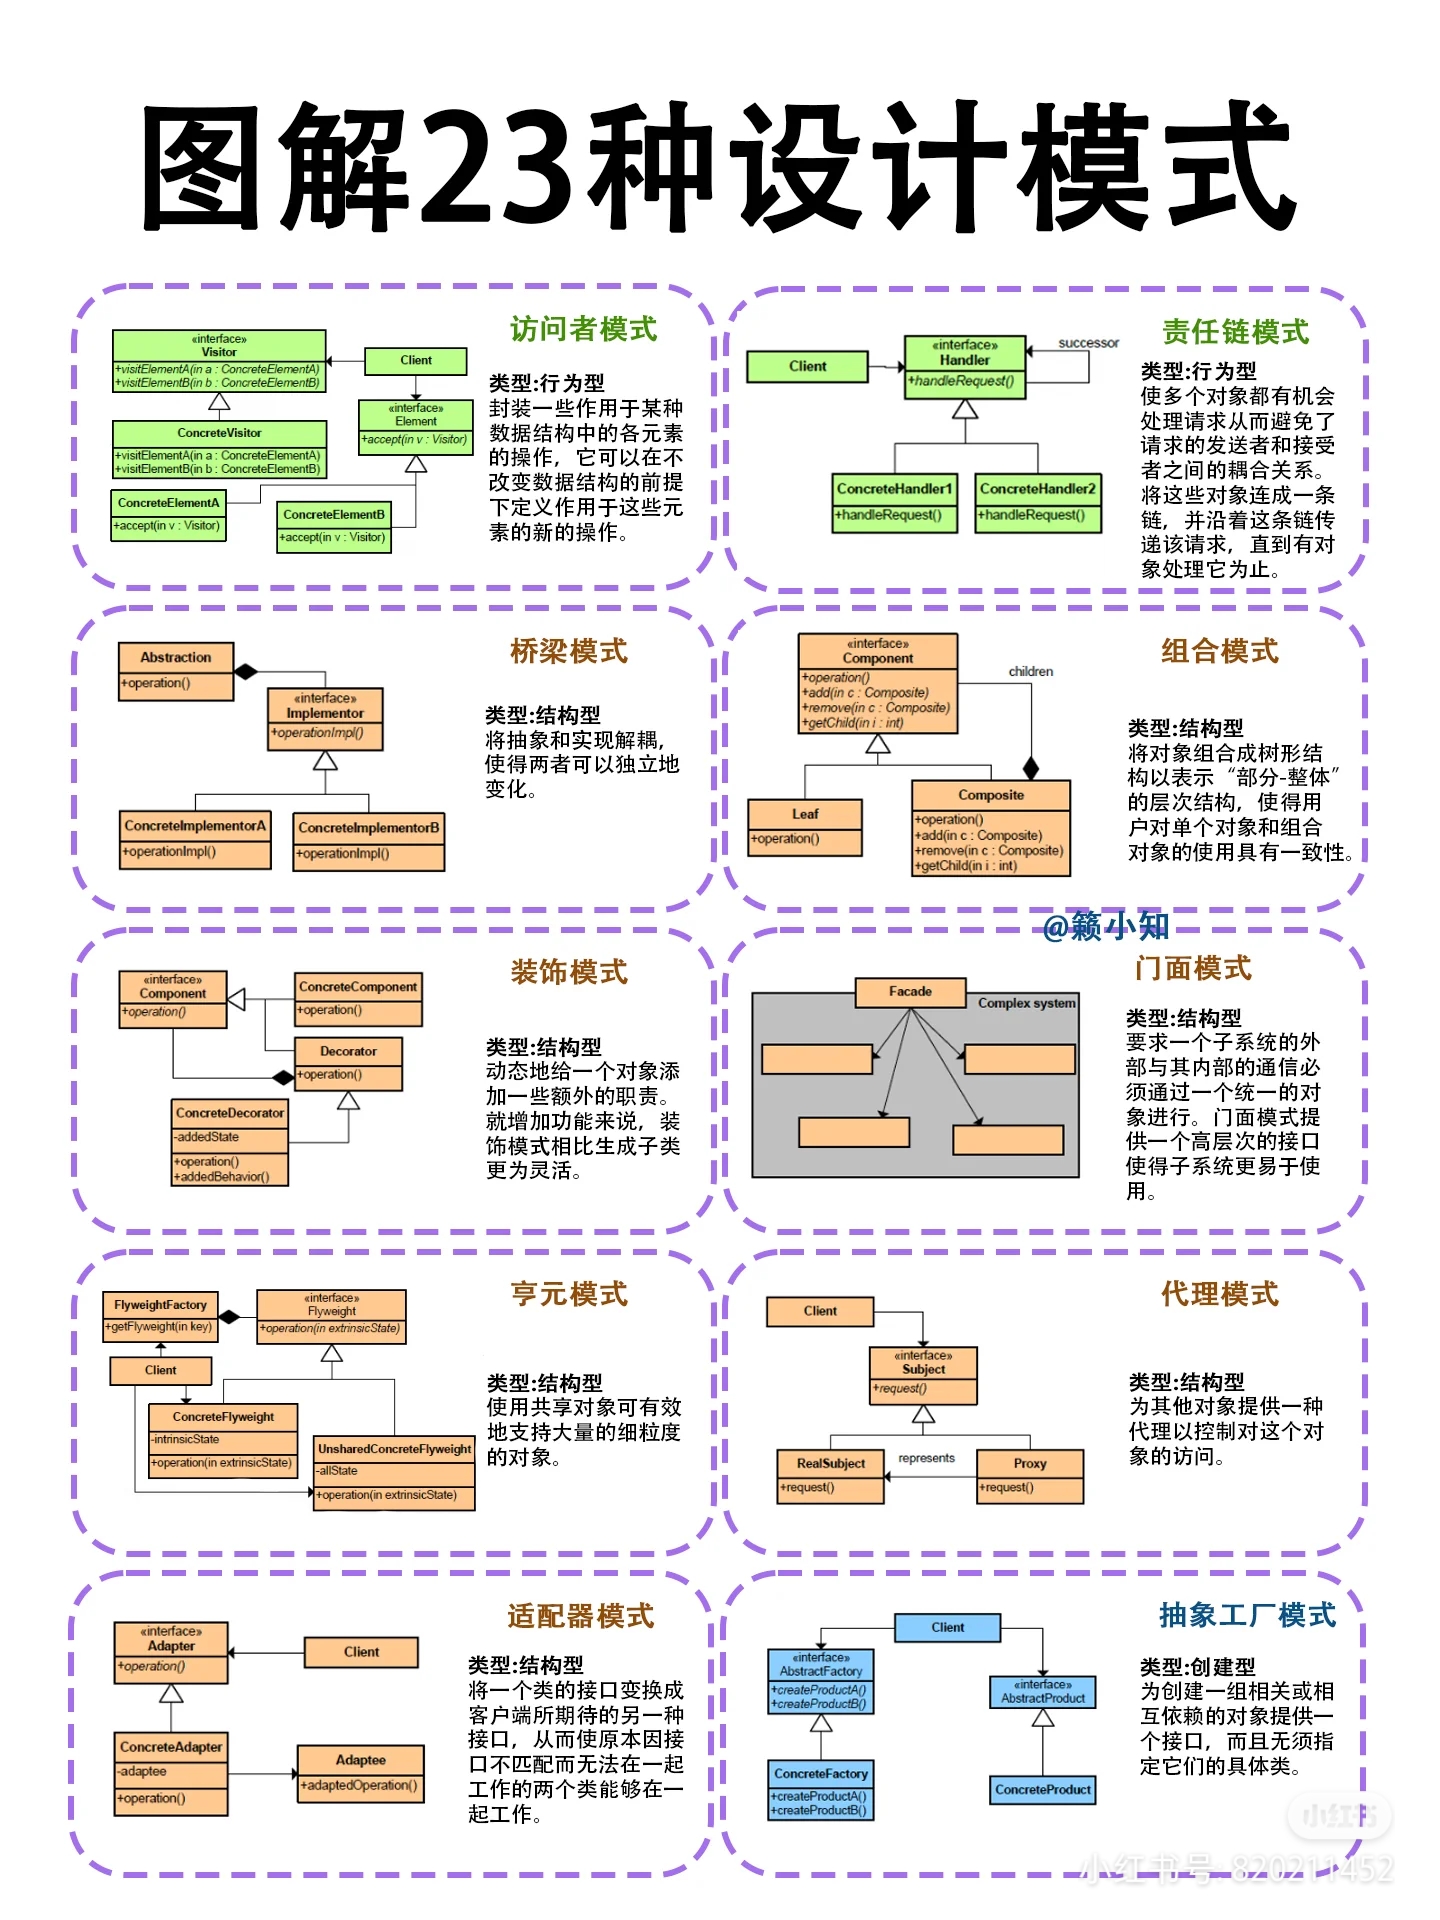 图解23种设计模式
访问者模式
«interface»
Visitor
+visitElementA(in a : ConcreteElementA)
+visitElementB(in b : ConcreteElementB)
Client
«interface»
Element
+accept(in v : Visitor)
ConcreteVisitor
+visitElementA(in a : ConcreteElementA)
+visitElementB(in b : ConcreteElementB)
ConcreteElementA
+accept(in v : Visitor)
ConcreteElementB
+accept(in v : Visitor)
类型:行为型
封装一些作用于某种
数据结构中的各元素
的操作，它可以在不
改变数据结构的前提
下定义作用于这些元
素的新的操作。
责任链模式
Client
«interface»
Handler
+handleRequest()
successor
ConcreteHandler1
+handleRequest()
ConcreteHandler2
+handleRequest()
类型:行为型
使多个对象都有机会
处理请求从而避免了
请求的发送者和接受
者之间的耦合关系。
将这些对象连成一条
链，并沿着这条链传
递该请求，直到有对
象处理它为止。
桥梁模式
Abstraction
+operation()
«interface»
Implementor
+operationImpl()
ConcreteImplementorA
+operationImpl()
ConcreteImplementorB
+operationImpl()
类型:结构型
将抽象和实现解耦，
使得两者可以独立地
变化。
组合模式
«interface»
Component
+operation()
+add(in c : Composite)
+remove(in c : Composite)
+getChild(in i : int)
children
Leaf
+operation()
Composite
+operation()
+add(in c : Composite)
+remove(in c : Composite)
+getChild(in i : int)
类型:结构型
将对象组合成树形结
构以表示“部分-整体”
的层次结构，使得用
户对单个对象和组合
对象的使用具有一致性。
@籁小知
装饰模式
«interface»
Component
+operation()
ConcreteComponent
+operation()
Decorator
+operation()
ConcreteDecorator
-addedState
+operation()
+addedBehavior()
类型:结构型
动态地给一个对象添
加一些额外的职责。
就增加功能来说，装
饰模式相比生成子类
更为灵活。
门面模式
Facade
Complex system
类型:结构型
要求一个子系统的外
部与其内部的通信必
须通过一个统一的对
象进行。门面模式提
供一个高层次的接口
使得子系统更易于使
用。
亨元模式
FlyweightFactory
+getFlyweight(in key)
«interface»
Flyweight
+operation(in extrinsicState)
Client
ConcreteFlyweight
-intrinsicState
+operation(in extrinsicState)
UnsharedConcreteFlyweight
-allState
+operation(in extrinsicState)
类型:结构型
使用共享对象可有效
地支持大量的细粒度
的对象。
代理模式
Client
«interface»
Subject
+request()
RealSubject
+request()
represents
Proxy
+request()
类型:结构型
为其他对象提供一种
代理以控制对这个对
象的访问。
适配器模式
«interface»
Adapter
+operation()
Client
ConcreteAdapter
-adaptee
+operation()
Adaptee
+adaptedOperation()
类型:结构型
将一个类的接口变换成
客户端所期待的另一种
接口，从而使原本因接
口不匹配而无法在一起
工作的两个类能够在一
起工作。
抽象工厂模式
Client
«interface»
AbstractFactory
+createProductA()
+createProductB()
«interface»
AbstractProduct
ConcreteFactory
+createProductA()
+createProductB()
ConcreteProduct
类型:创建型
为创建一组相关或相
互依赖的对象提供一
个接口，而且无须指
定它们的具体类。
小红书
小红书号: 820211452